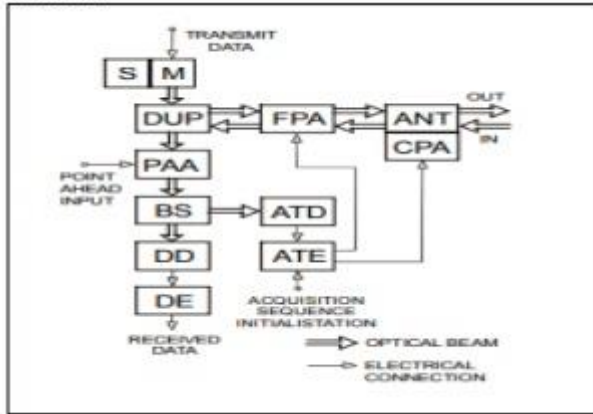 TRANSMIT
DATA
S M
DUP FPA ANT
OUT
IN
CPA
PAA
POINT
AHEAD
INPUT
BS ATD
DD ATE
DE
ACQUISITION
SEQUENCE
INITIALISTATION
RECEIVED
DATA
OPTICAL BEAM
ELECTRICAL
CONNECTION